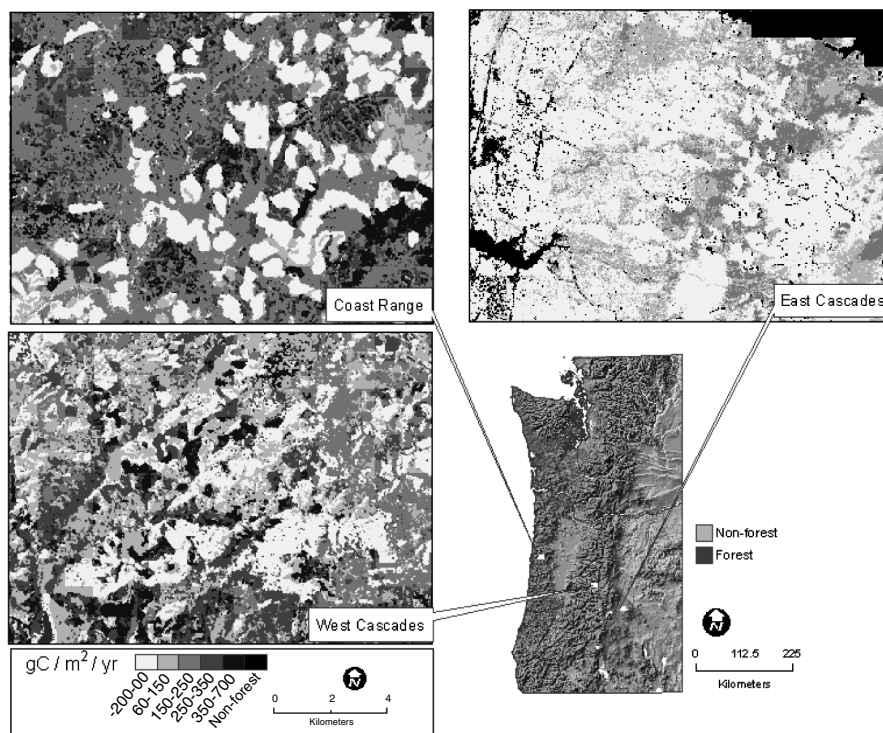 Coast Range
East Cascades
West Cascades
Non-forest
Forest
N
0 112.5 225
Kilometers
gC / m² / yr
-200-00
60-150
150-250
250-350
350-700
Non-forest
N
0 2 4
Kilometers